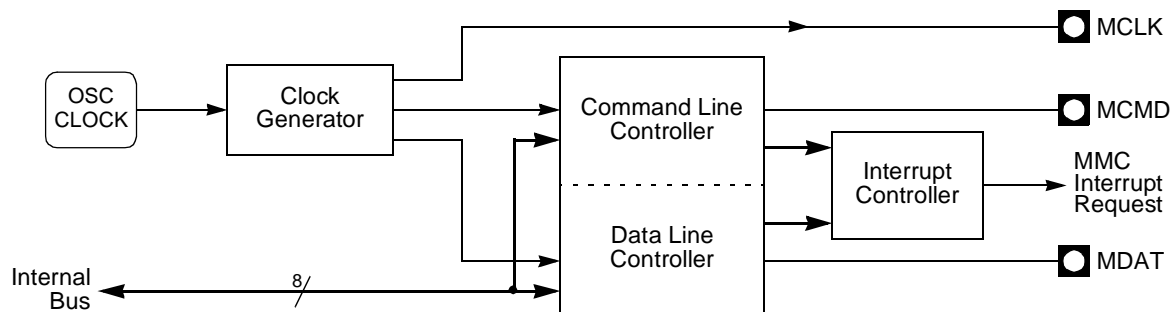 MCLK
OSC
CLOCK
Clock
Generator
Command Line
Controller
MCMD
Interrupt
Controller
MMC
Interrupt
Request
Data Line
Controller
MDAT
Internal
Bus
8